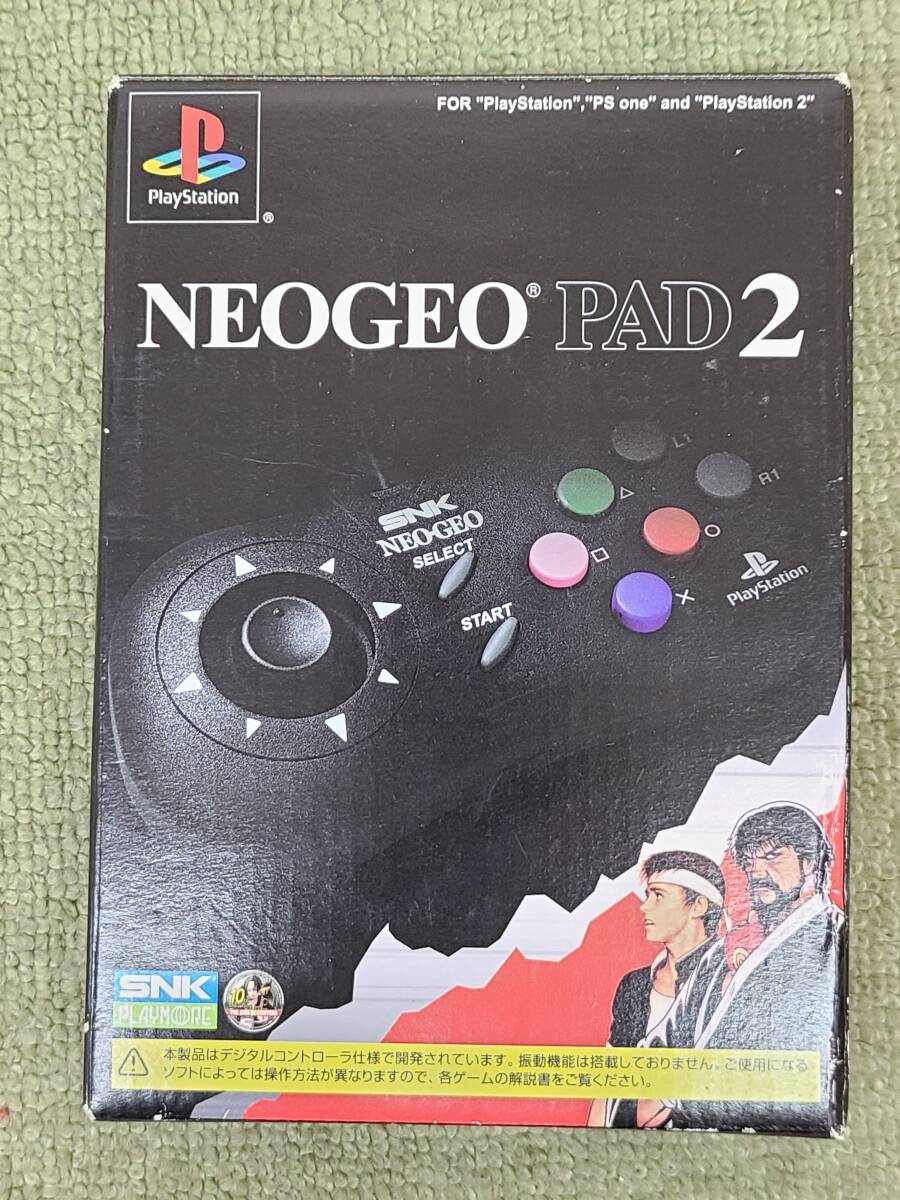 FOR "PlayStation","PS one" and "PlayStation 2"
PlayStation
®
NEOGEO® PAD 2
L1
R1
SNK
NEO·GEO
SELECT
START
PlayStation
SNK
PLAYMORE
10
本製品はデジタルコントローラ仕様で開発されています。振動機能は搭載しておりません。ご使用になる
ソフトによっては操作方法が異なりますので、各ゲームの解説書をご覧ください。